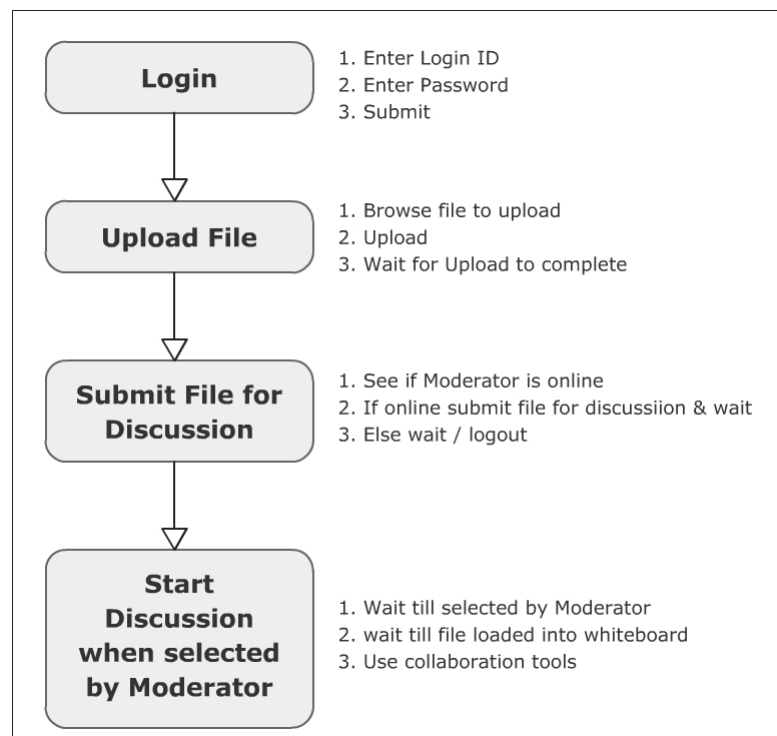 Login
1. Enter Login ID
2. Enter Password
3. Submit
Upload File
1. Browse file to upload
2. Upload
3. Wait for Upload to complete
Submit File for
Discussion
1. See if Moderator is online
2. If online submit file for discussiion & wait
3. Else wait / logout
Start
Discussion
when selected
by Moderator
1. Wait till selected by Moderator
2. wait till file loaded into whiteboard
3. Use collaboration tools